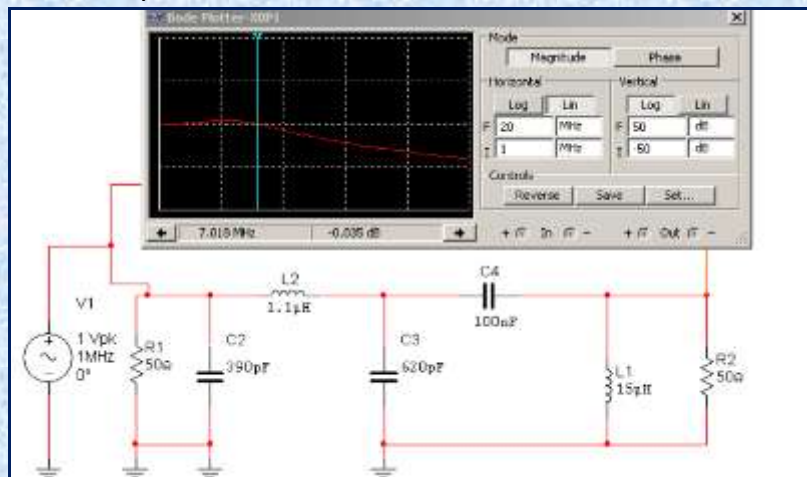 Bode Plotter-XBP1
Mode
Magnitude Phase
Horizontal Vertical
Log Lin Log Lin
F 20 MHz F 50 dB
I 1 MHz I -50 dB
Controls
Reverse Save Set...
7.018 MHz -0.035 dB
+ In - + Out -
V1
1 Vpk
1MHz
0°
R1
50Ω
C2
390pF
L2
1.1µH
C3
620pF
C4
100nF
L1
15µH
R2
50Ω